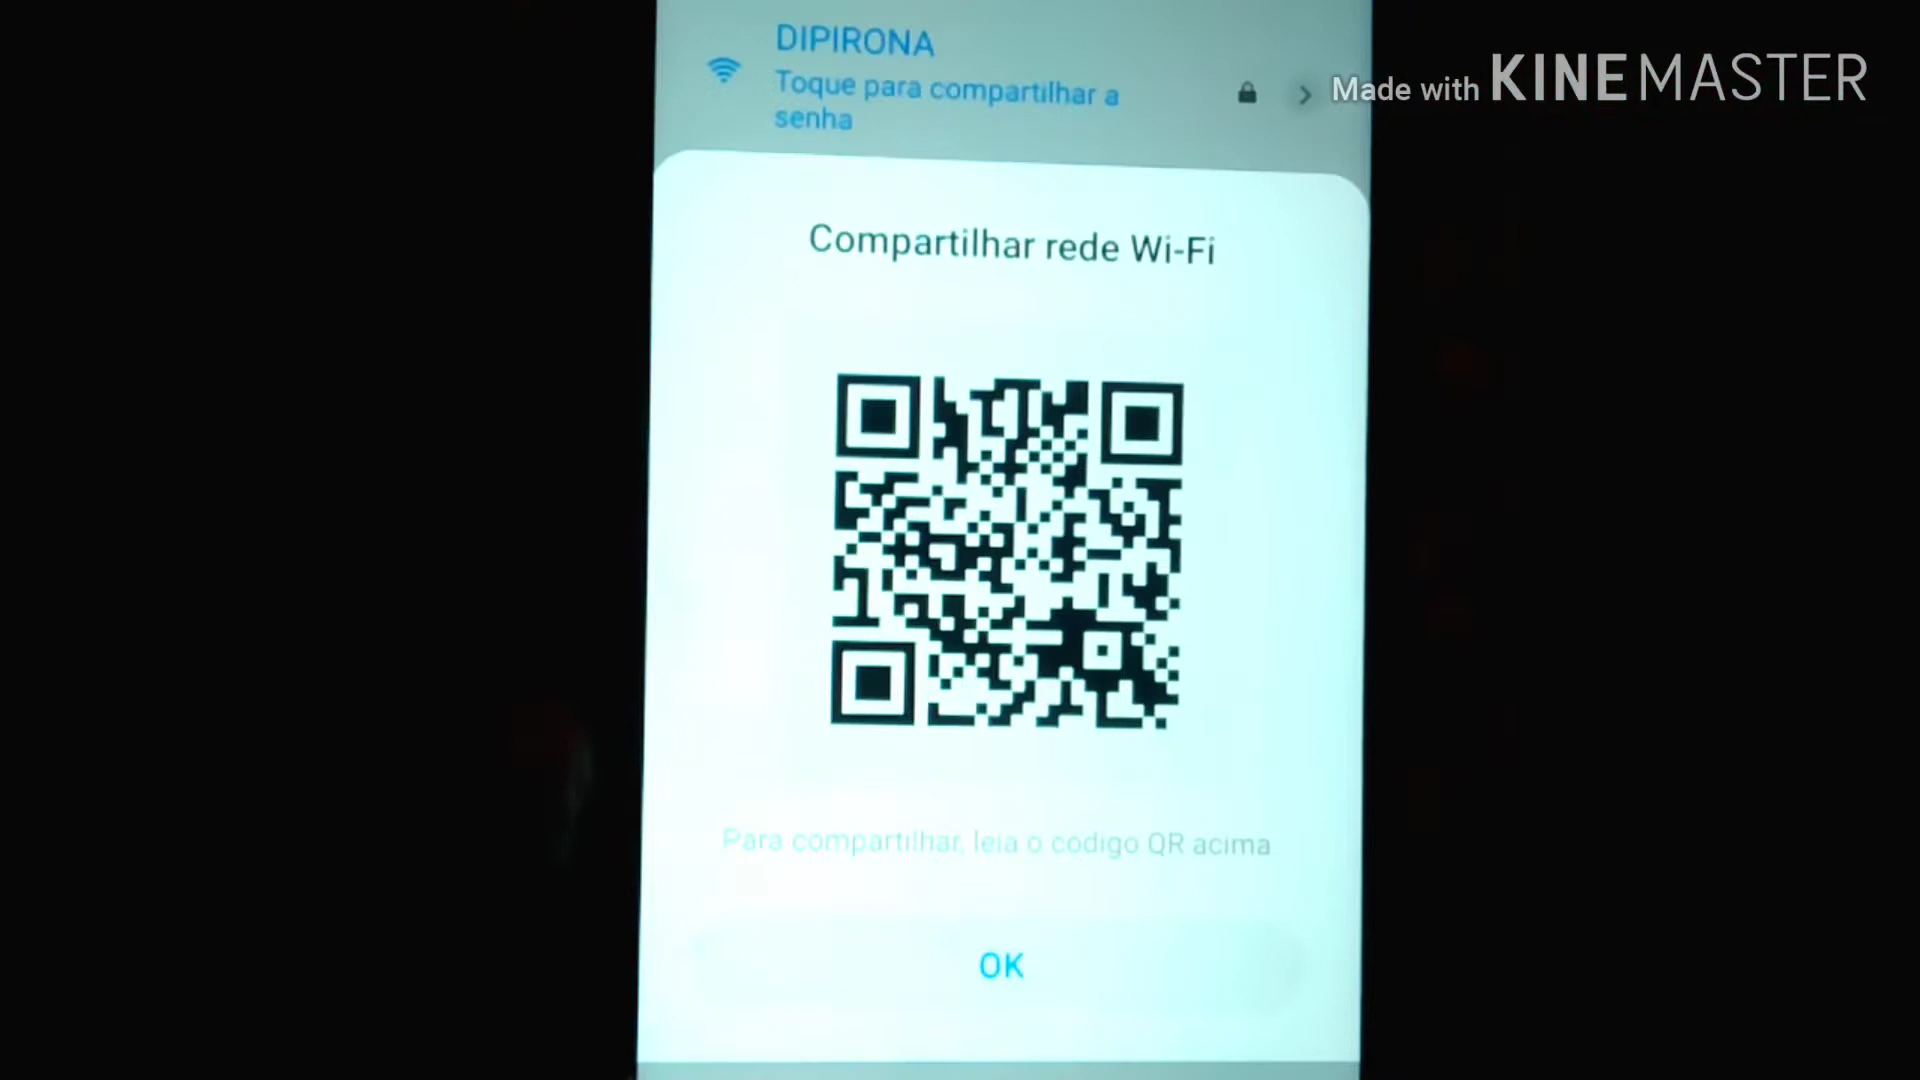 DIPIRONA
Toque para compartilhar a
senha
Made with KINEMASTER
Compartilhar rede Wi-Fi
Para compartilhar, leia o codigo QR acima
OK